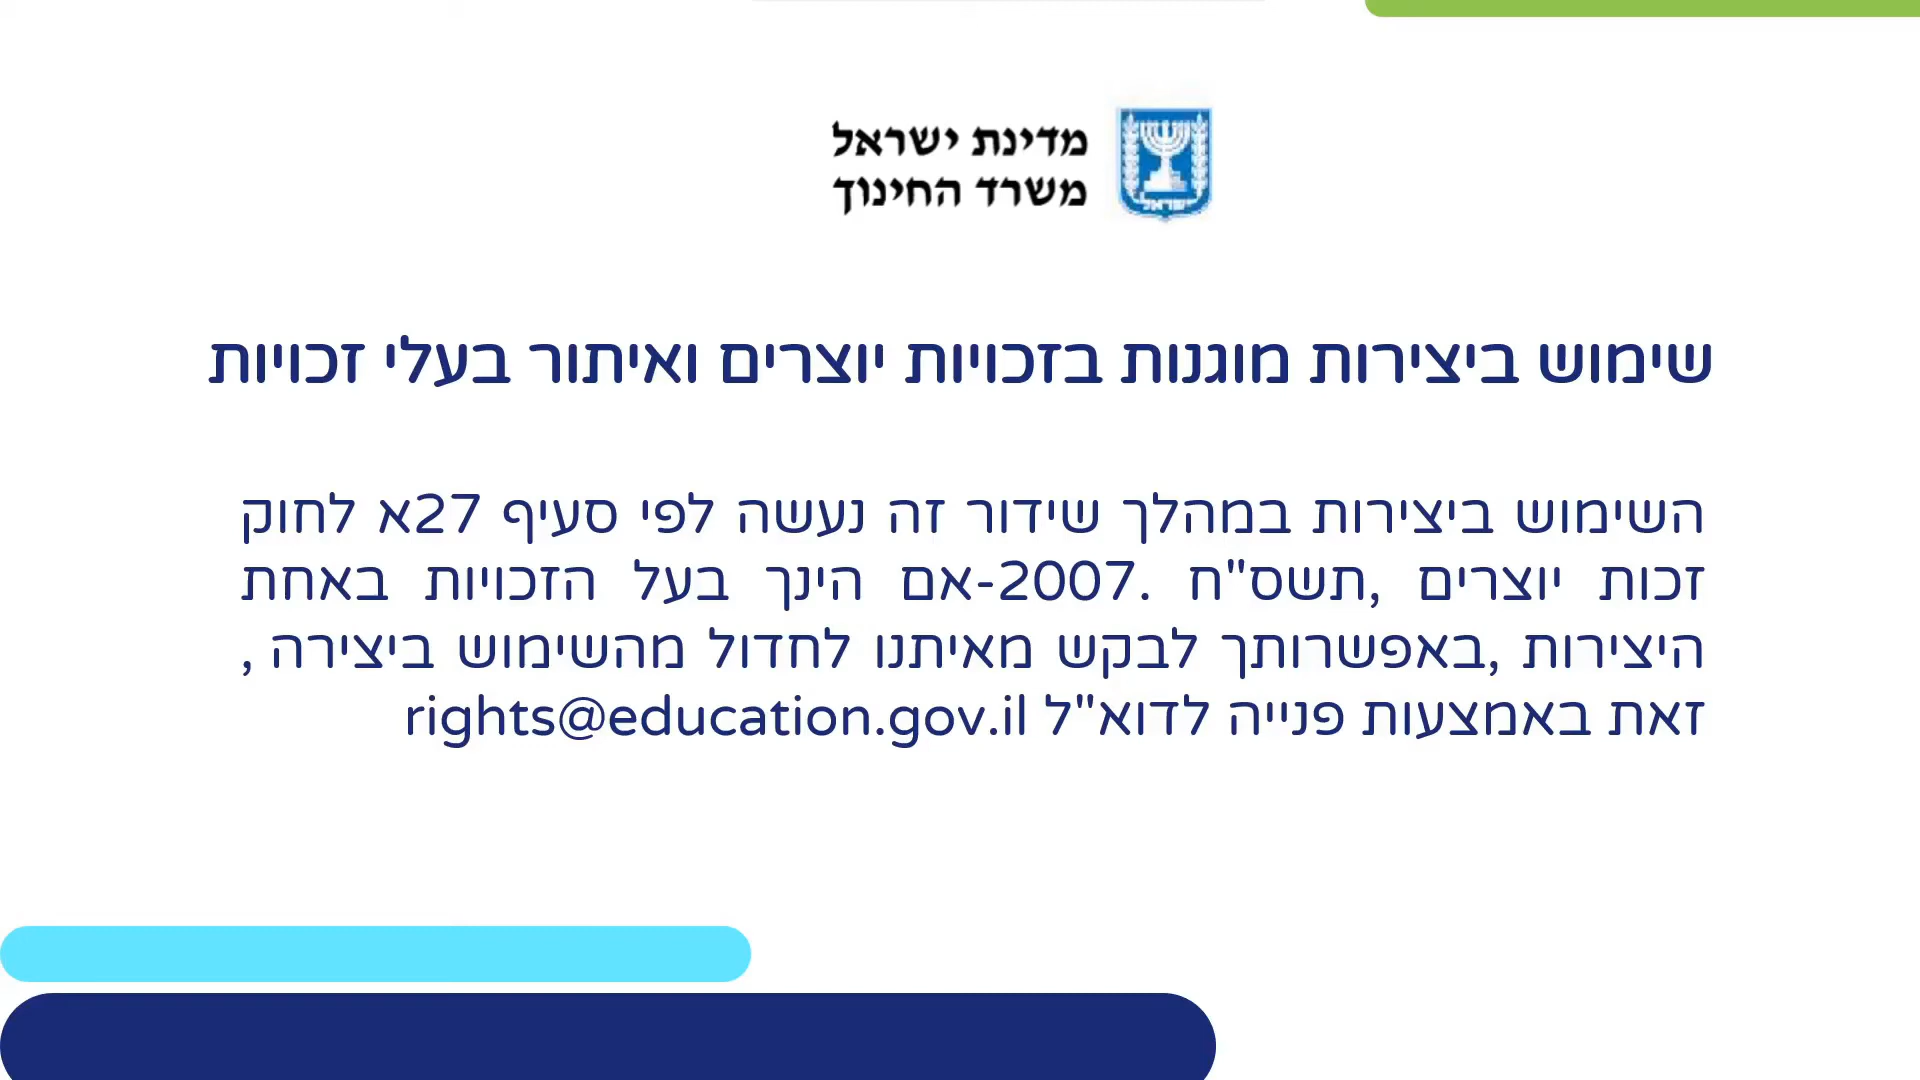 מדינת ישראל
משרד החינוך
ישראל
שימוש ביצירות מוגנות בזכויות יוצרים ואיתור בעלי זכויות
השימוש ביצירות במהלך שידור זה נעשה לפי סעיף 27א לחוק
זכות יוצרים ,תשס"ח .2007-אם הינך בעל הזכויות באחת
היצירות ,באפשרותך לבקש מאיתנו לחדול מהשימוש ביצירה ,
זאת באמצעות פנייה לדוא"ל rights@education.gov.il